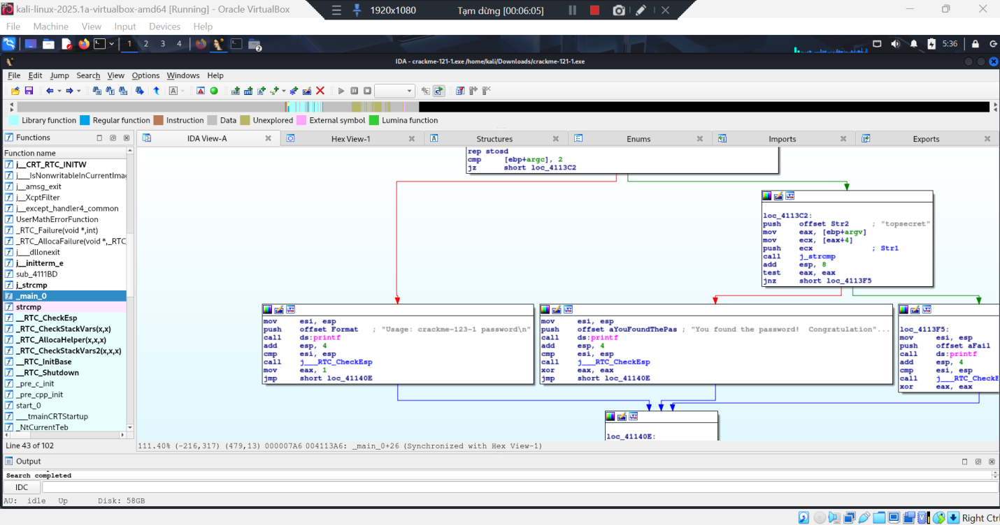 kali-linux-2025.1a-virtualbox-amd64 [Running] - Oracle VirtualBox
1920x1080
Tạm dừng [00:06:05]
File Machine View Input Devices Help
1 2 3 4
2
5:36
IDA - crackme-121-1.exe /home/kali/Downloads/crackme-121-1.exe
File Edit Jump Search View Options Windows Help
Library function Regular function Instruction Data Unexplored External symbol Lumina function
Functions
IDA View-A
Hex View-1
Structures
Enums
Imports
Exports
Function name
j__CRT_RTC_INITW
j___IsNonwritableInCurrentIma
j__amsg_exit
j__XcptFilter
j__except_handler4_common
UserMathErrorFunction
_RTC_Failure(void *,int)
_RTC_AllocaFailure(void *,_RTC
j___dllonexit
j__initterm_e
sub_4111BD
j_strcmp
_main_0
strcmp
__RTC_CheckEsp
_RTC_CheckStackVars(x,x)
_RTC_AllocaHelper(x,x,x)
_RTC_CheckStackVars2(x,x,x)
__RTC_InitBase
__RTC_Shutdown
_pre_c_init
_pre_cpp_init
start_0
___tmainCRTStartup
_NtCurrentTeb
Line 43 of 102
rep stosd
cmp [ebp+argc], 2
jz short loc_4113C2
loc_4113C2:
push offset Str2 ; "topsecret"
mov eax, [ebp+argv]
mov ecx, [eax+4]
push ecx ; Str1
call j_strcmp
add esp, 8
test eax, eax
jnz short loc_4113F5
mov esi, esp
push offset Format ; "Usage: crackme-123-1 password\n"
call ds:printf
add esp, 4
cmp esi, esp
call j___RTC_CheckEsp
mov eax, 1
jmp short loc_41140E
mov esi, esp
push offset aYouFoundThePas ; "You found the password!  Congratulation"...
call ds:printf
add esp, 4
cmp esi, esp
call j___RTC_CheckEsp
xor eax, eax
jmp short loc_41140E
loc_4113F5:
mov esi, esp
push offset aFail
call ds:printf
add esp, 4
cmp esi, esp
call j___RTC_CheckE
xor eax, eax
loc_41140E:
111.40% (-216,317) (479,13) 000007A6 004113A6: _main_0+26 (Synchronized with Hex View-1)
Output
Search completed
IDC
AU: idle Up Disk: 58GB
Right Ctr